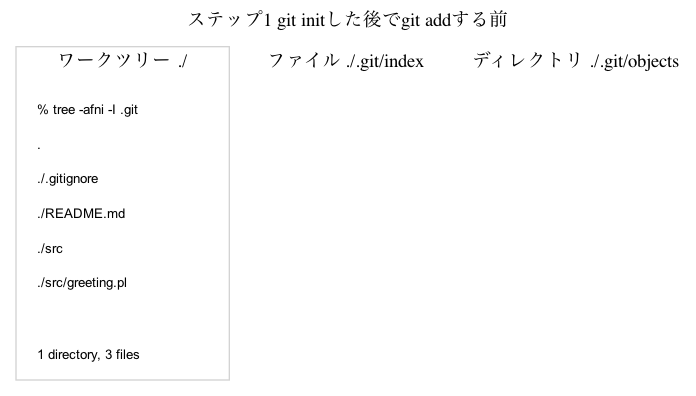 ステップ1 git initした後でgit addする前
ワークツリー ./
ファイル ./.git/index
ディレクトリ ./.git/objects
% tree -afni -I .git
.
./.gitignore
./README.md
./src
./src/greeting.pl
1 directory, 3 files